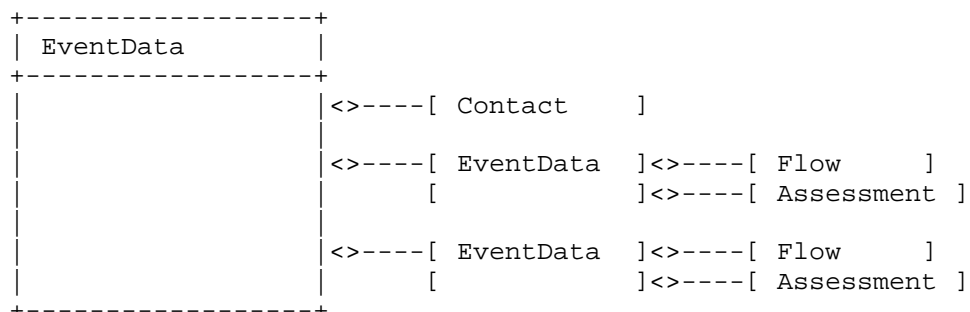 +------------------+
| EventData        |
+------------------+
|                  |<>----[ Contact    ]
|                  |
|                  |<>----[ EventData  ]<>----[ Flow       ]
|                  |      [            ]<>----[ Assessment ]
|                  |
|                  |<>----[ EventData  ]<>----[ Flow       ]
|                  |      [            ]<>----[ Assessment ]
+------------------+